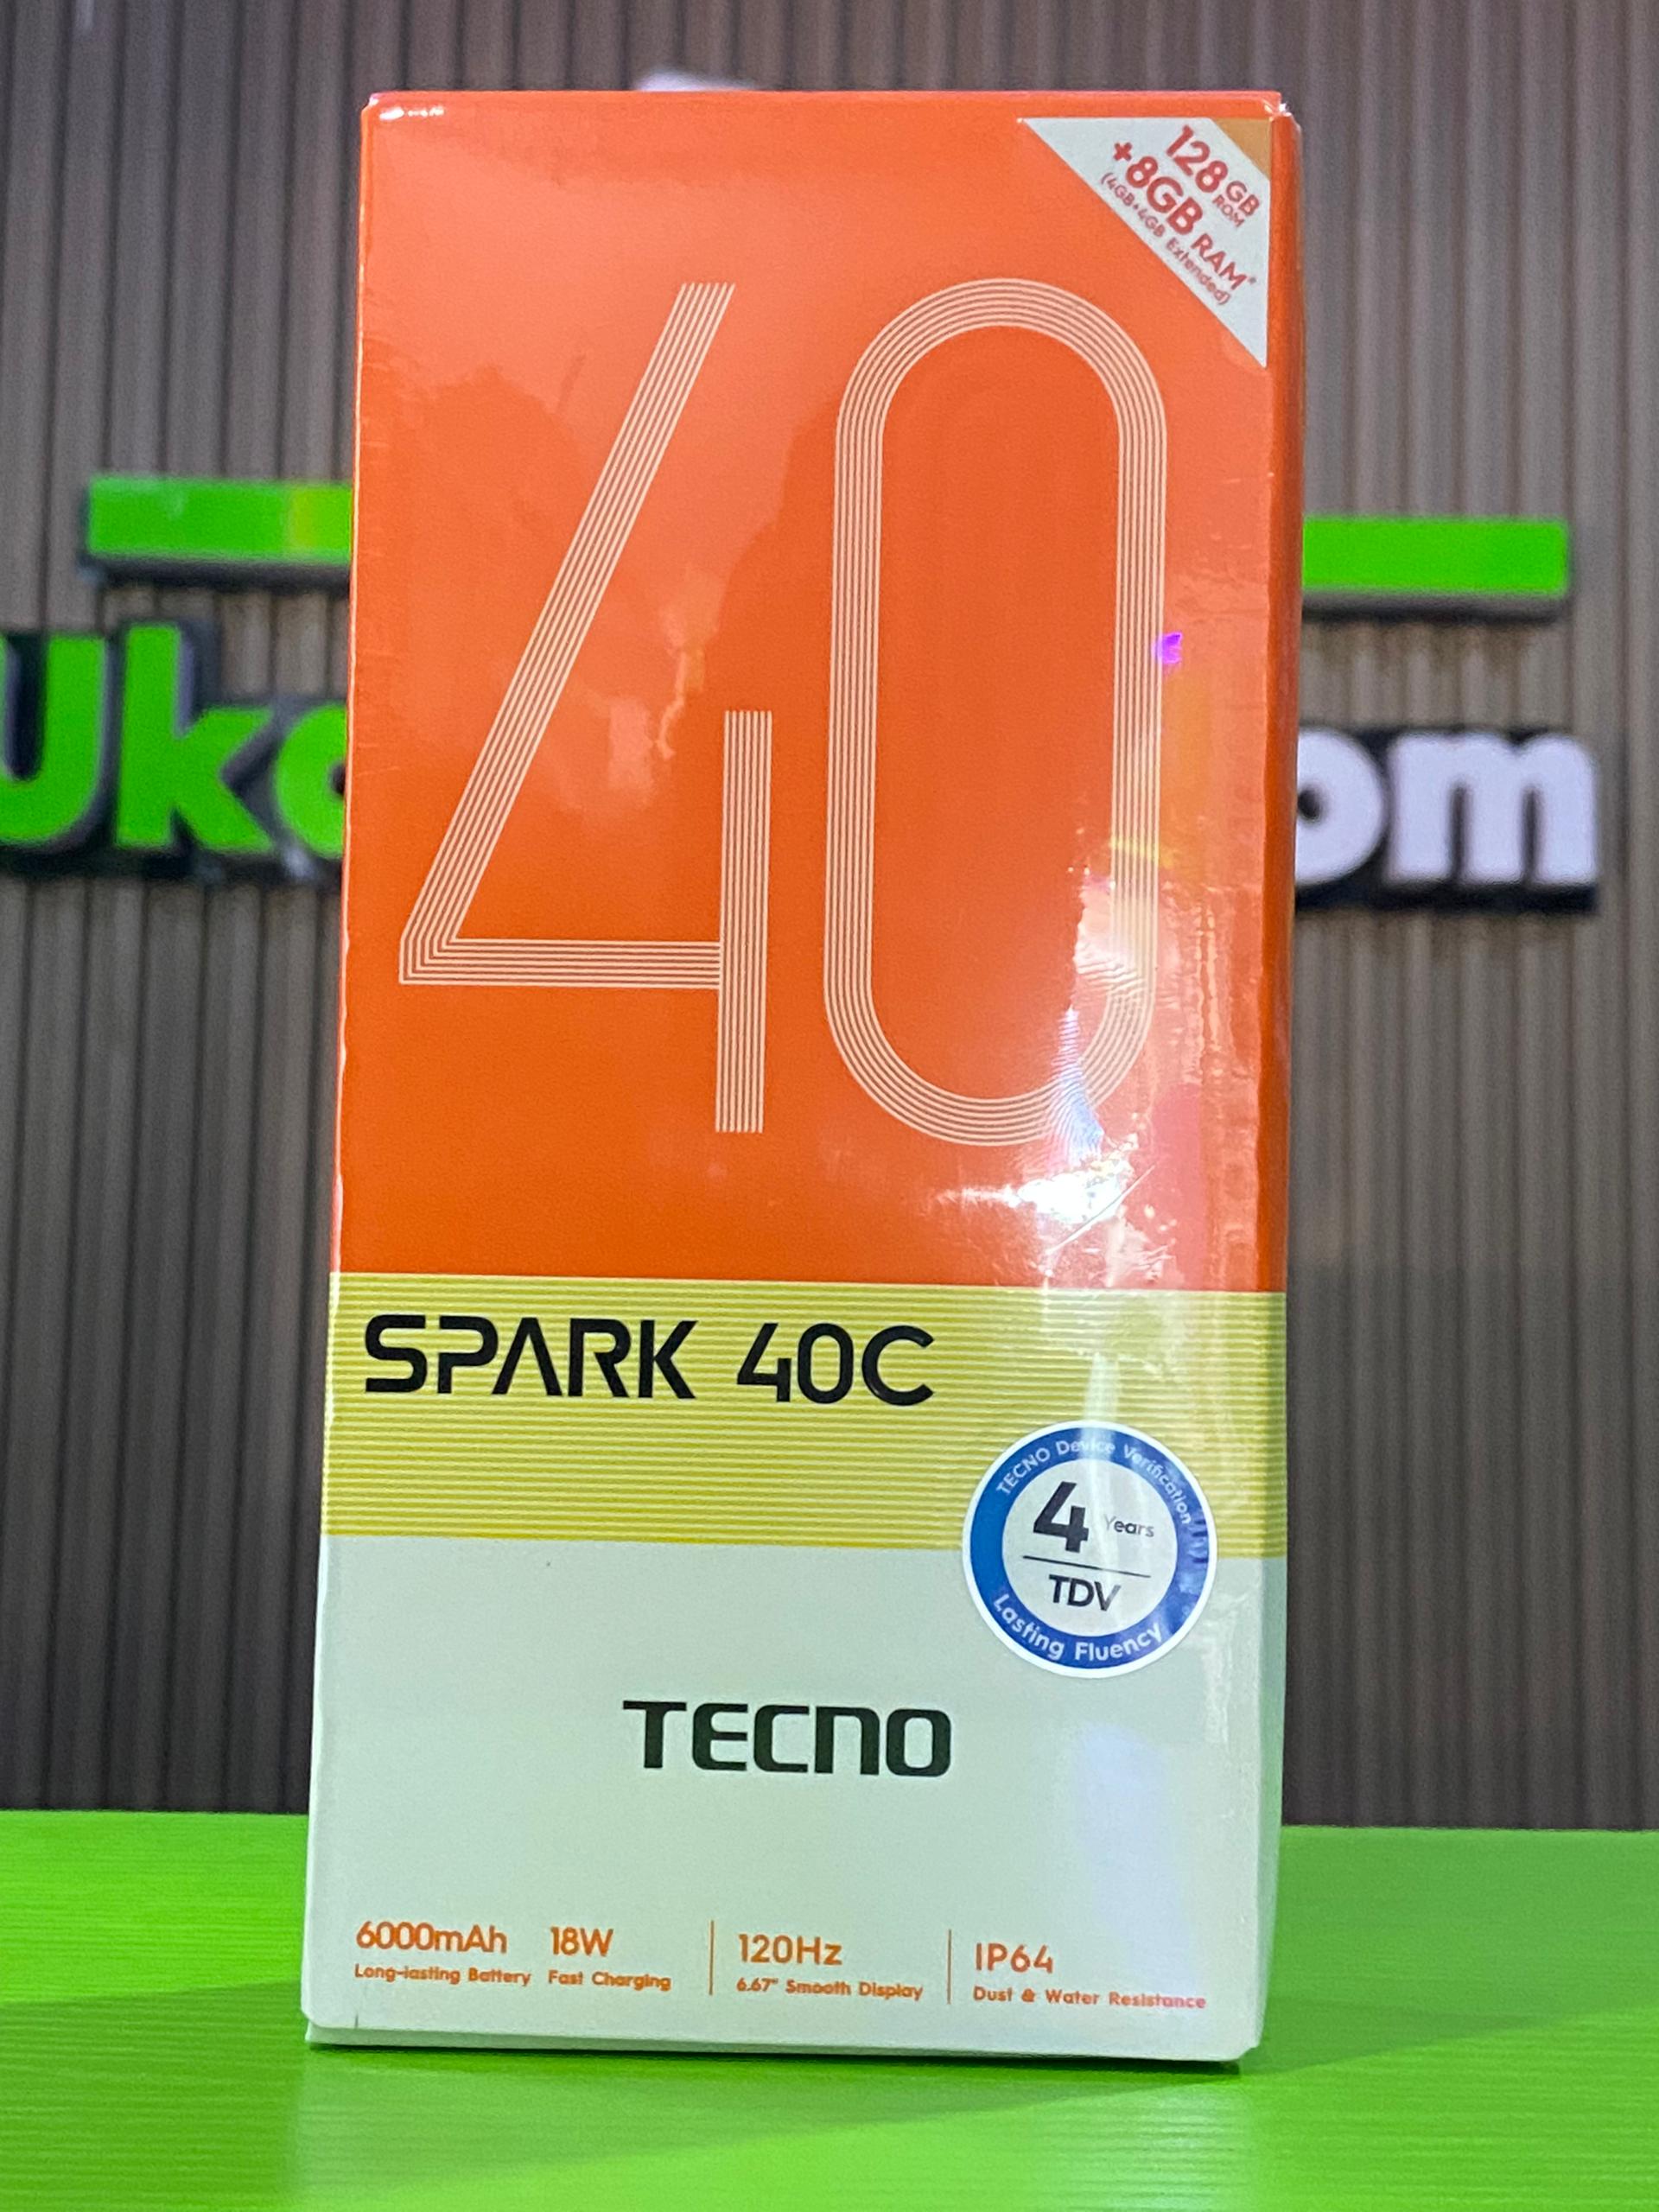 128GB
ROM
+8GB RAM*
(4GB+4GB Extended)
40
SPARK 40C
TECNO Device Verification
4 Years
TDV
Lasting Fluency
TECNO
6000mAh 18W 120Hz IP64
Long-lasting Battery Fast Charging 6.67" Smooth Display Dust & Water Resistance